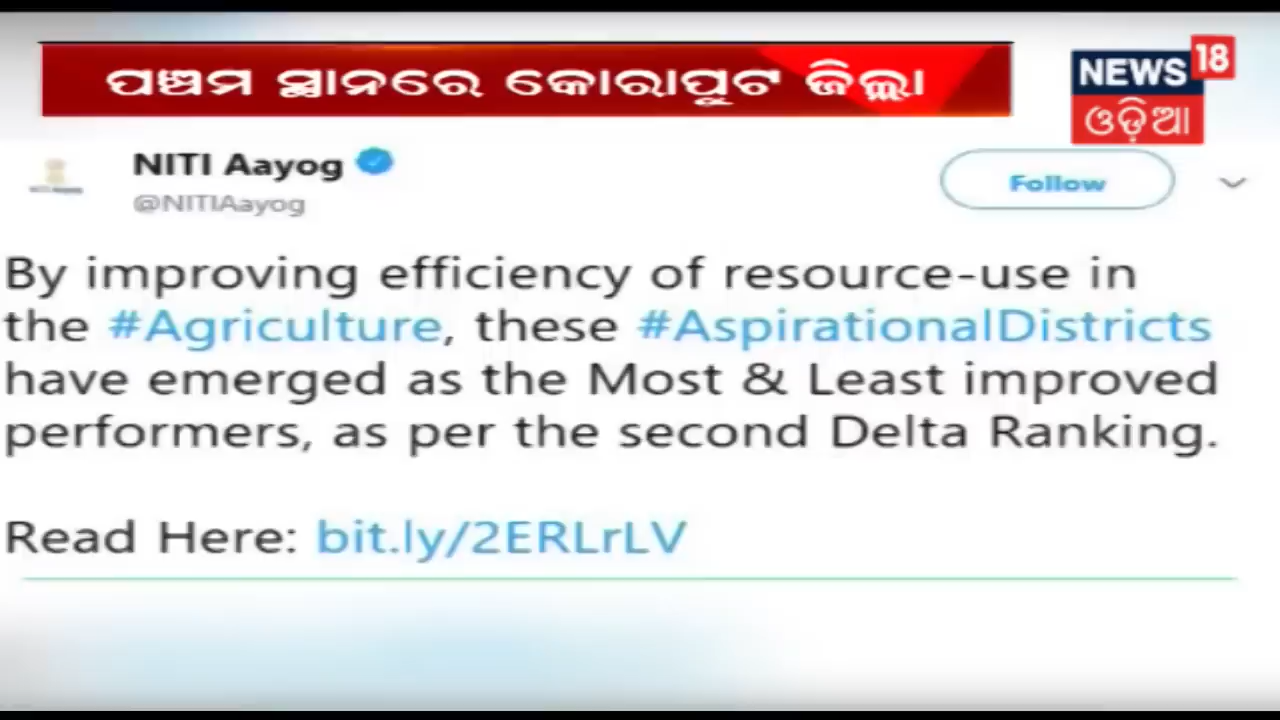 ପଞ୍ଚମ ସ୍ଥାନରେ କୋରାପୁଟ ଜିଲ୍ଲା
NEWS 18
ଓଡ଼ିଆ
NITI Aayog
@NITIAayog
Follow
By improving efficiency of resource-use in
the #Agriculture, these #AspirationalDistricts
have emerged as the Most & Least improved
performers, as per the second Delta Ranking.
Read Here: bit.ly/2ERLrLV